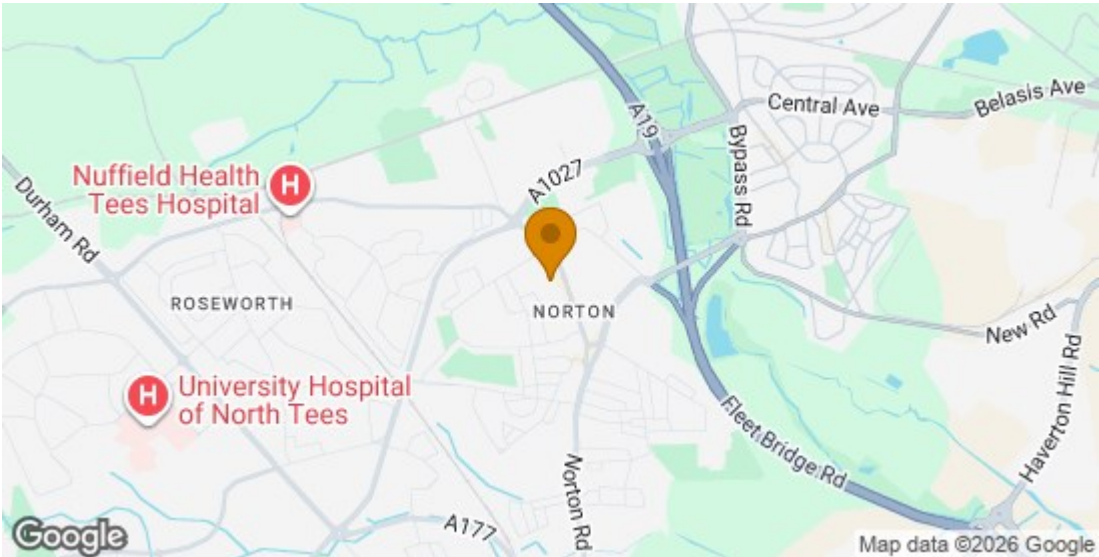 Central Ave
Belasis Ave
A19
Bypass Rd
A1027
Nuffield Health
Tees Hospital
H
Durham Rd
ROSEWORTH
NORTON
New Rd
Haverton Hill Rd
H
University Hospital
of North Tees
Fleet Bridge Rd
Norton Rd
A177
Google
Map data ©2026 Google